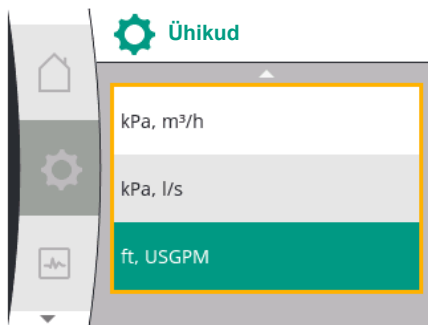 Ühikud
kPa, m³/h
kPa, l/s
ft, USGPM